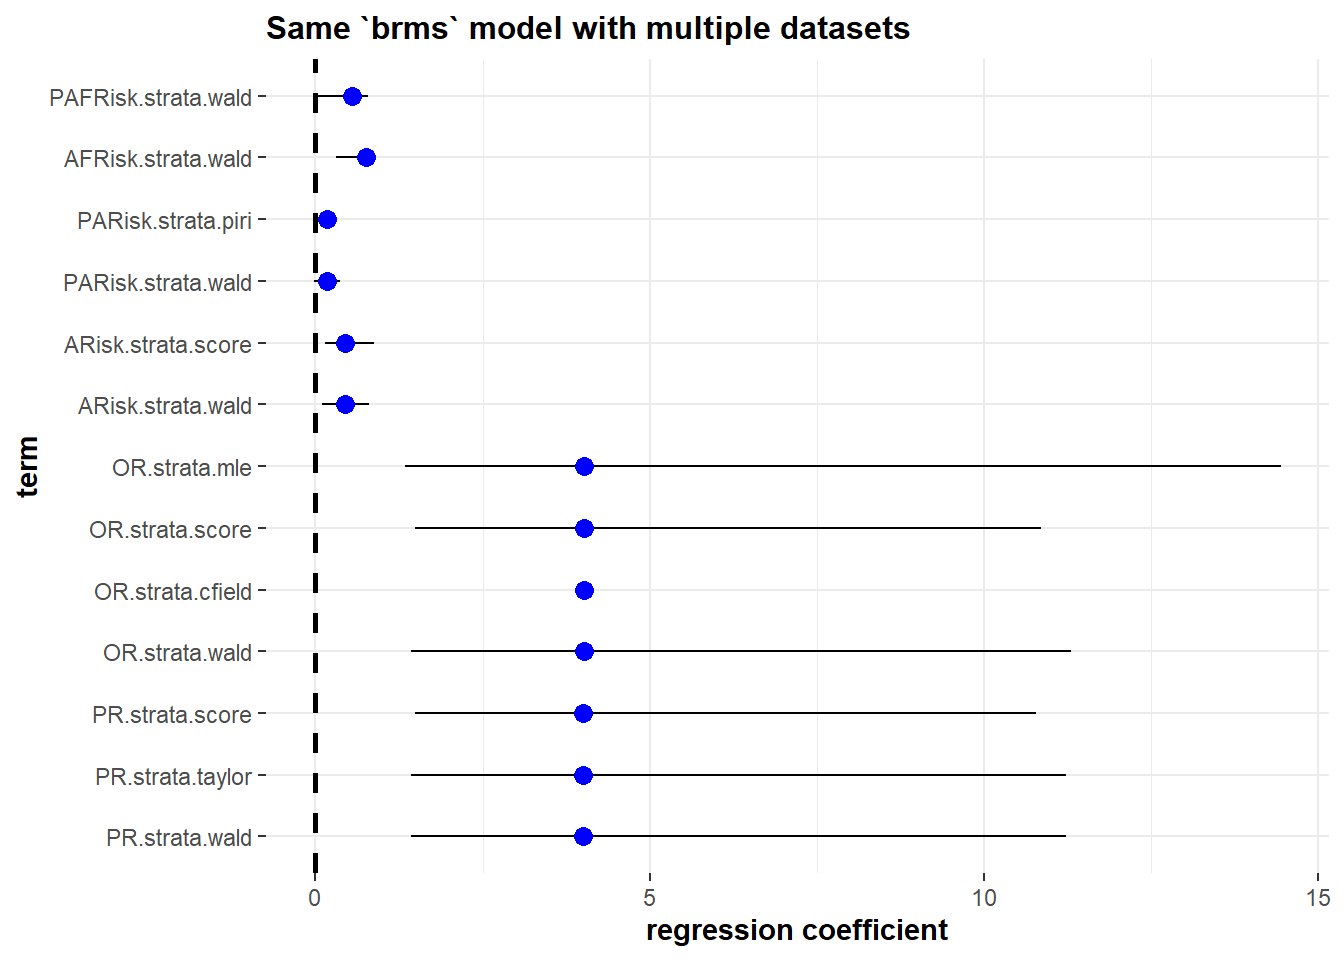 Same `brms` model with multiple datasets
PAFRisk.strata.wald
AFRisk.strata.wald
PARisk.strata.piri
PARisk.strata.wald
ARisk.strata.score
ARisk.strata.wald
OR.strata.mle
OR.strata.score
OR.strata.cfield
OR.strata.wald
PR.strata.score
PR.strata.taylor
PR.strata.wald
term
0 5 10 15
regression coefficient